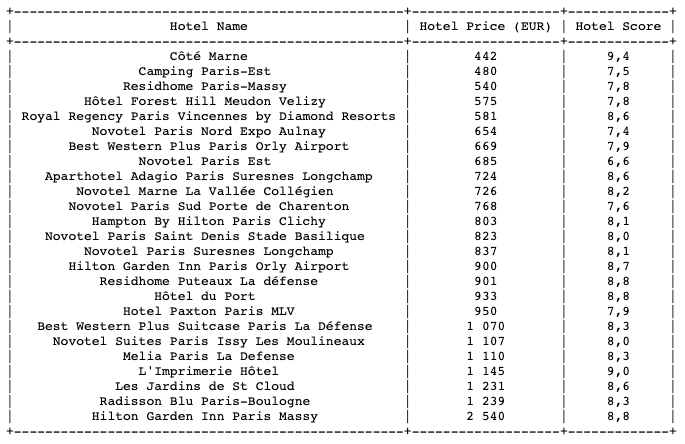 Hotel Name | Hotel Price (EUR) | Hotel Score
Côté Marne | 442 | 9,4
Camping Paris-Est | 480 | 7,5
Residhome Paris-Massy | 540 | 7,8
Hôtel Forest Hill Meudon Velizy | 575 | 7,8
Royal Regency Paris Vincennes by Diamond Resorts | 581 | 8,6
Novotel Paris Nord Expo Aulnay | 654 | 7,4
Best Western Plus Paris Orly Airport | 669 | 7,9
Novotel Paris Est | 685 | 6,6
Aparthotel Adagio Paris Suresnes Longchamp | 724 | 8,6
Novotel Marne La Vallée Collégien | 726 | 8,2
Novotel Paris Sud Porte de Charenton | 768 | 7,6
Hampton By Hilton Paris Clichy | 803 | 8,1
Novotel Paris Saint Denis Stade Basilique | 823 | 8,0
Novotel Paris Suresnes Longchamp | 837 | 8,1
Hilton Garden Inn Paris Orly Airport | 900 | 8,7
Residhome Puteaux La défense | 901 | 8,8
Hôtel du Port | 933 | 8,8
Hotel Paxton Paris MLV | 950 | 7,9
Best Western Plus Suitcase Paris La Défense | 1 070 | 8,3
Novotel Suites Paris Issy Les Moulineaux | 1 107 | 8,0
Melia Paris La Defense | 1 110 | 8,3
L'Imprimerie Hôtel | 1 145 | 9,0
Les Jardins de St Cloud | 1 231 | 8,6
Radisson Blu Paris-Boulogne | 1 239 | 8,3
Hilton Garden Inn Paris Massy | 2 540 | 8,8